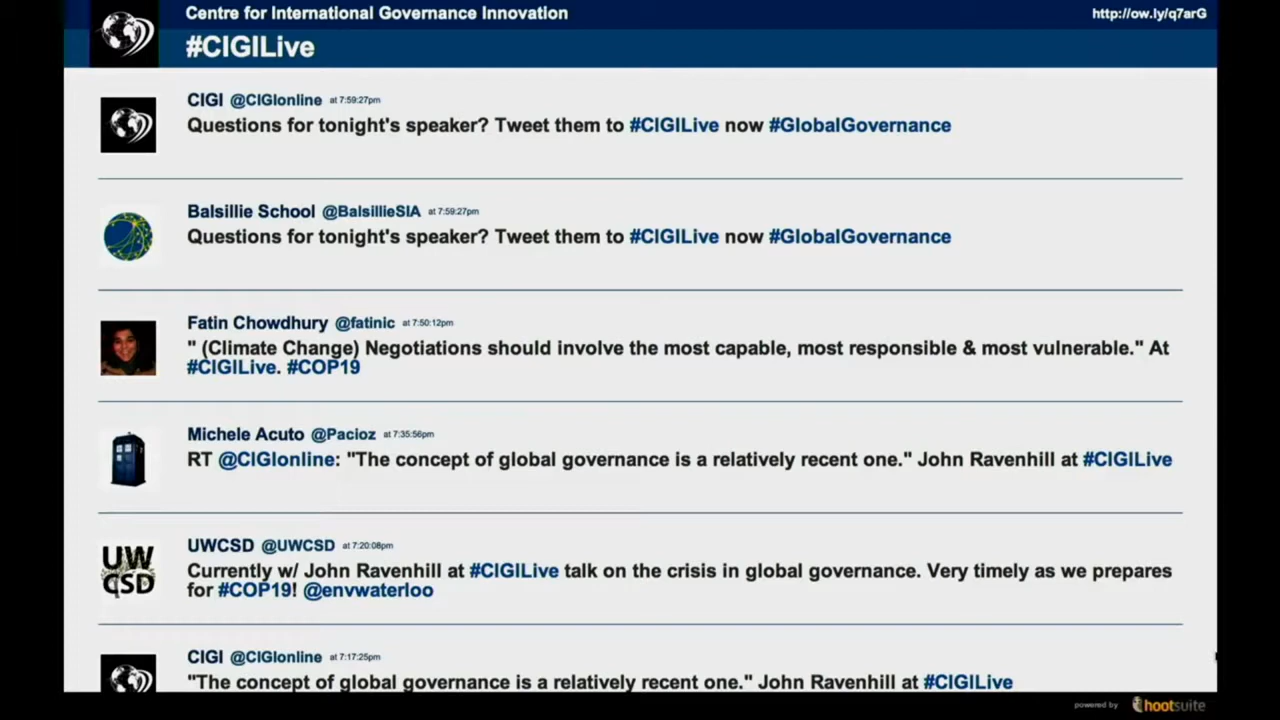 Centre for International Governance Innovation
http://ow.ly/q7arG
#CIGILive
CIGI @CIGIonline at 7:59:27pm
Questions for tonight's speaker? Tweet them to #CIGILive now #GlobalGovernance
Balsillie School @BalsillieSIA at 7:59:27pm
Questions for tonight's speaker? Tweet them to #CIGILive now #GlobalGovernance
Fatin Chowdhury @fatinic at 7:50:12pm
" (Climate Change) Negotiations should involve the most capable, most responsible & most vulnerable." At
#CIGILive. #COP19
Michele Acuto @Pacioz at 7:35:56pm
RT @CIGIonline: "The concept of global governance is a relatively recent one." John Ravenhill at #CIGILive
UW
CSD
UWCSD @UWCSD at 7:20:08pm
Currently w/ John Ravenhill at #CIGILive talk on the crisis in global governance. Very timely as we prepares
for #COP19! @envwaterloo
CIGI @CIGIonline at 7:17:25pm
"The concept of global governance is a relatively recent one." John Ravenhill at #CIGILive
powered by hootsuite